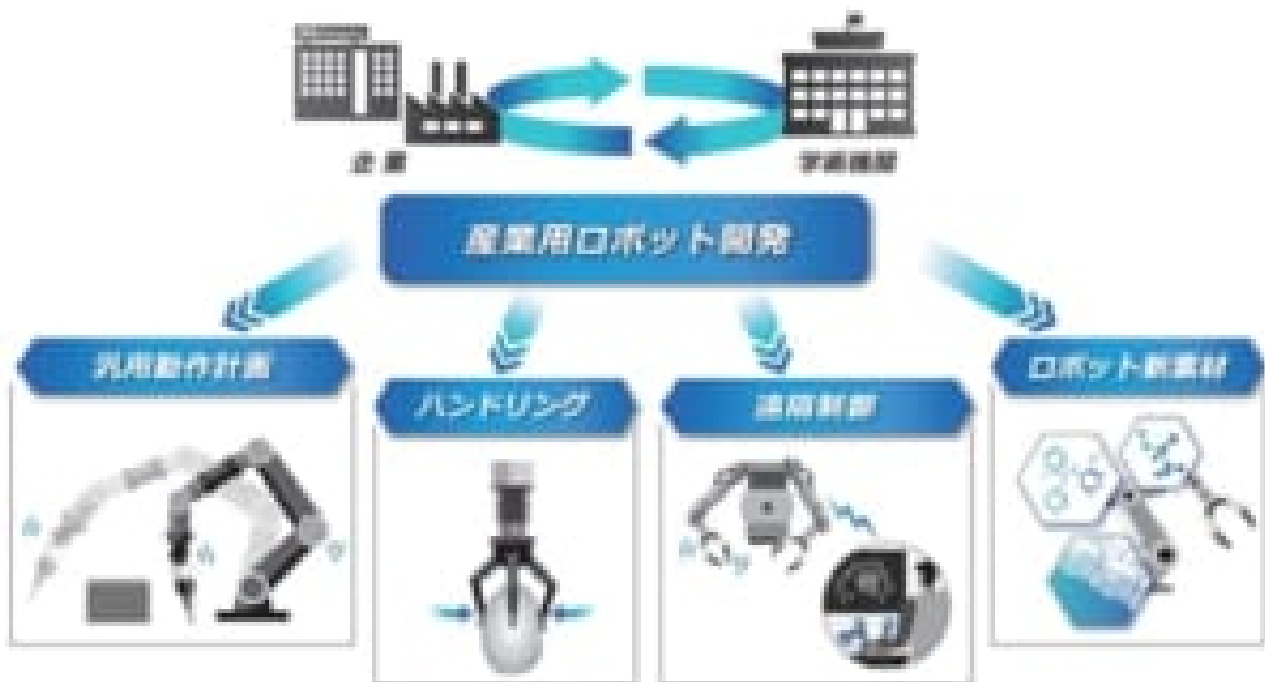 企業
学術機関
産業用ロボット開発
汎用動作計画
ハンドリング
遠隔制御
ロボット新素材